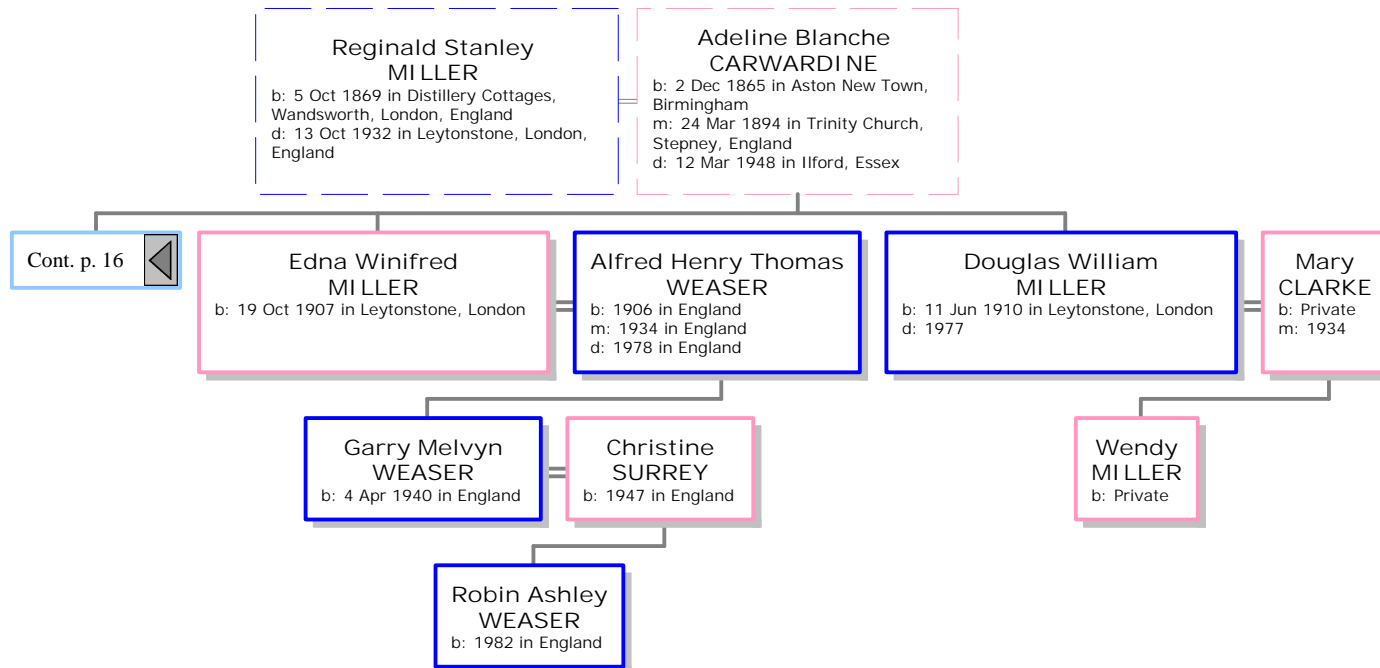 Reginald Stanley
MILLER
b: 5 Oct 1869 in Distillery Cottages,
Wandsworth, London, England
d: 13 Oct 1932 in Leytonstone, London,
England
Adeline Blanche
CARWARDINE
b: 2 Dec 1865 in Aston New Town,
Birmingham
m: 24 Mar 1894 in Trinity Church,
Stepney, England
d: 12 Mar 1948 in Ilford, Essex
Cont. p. 16
Edna Winifred
MILLER
b: 19 Oct 1907 in Leytonstone, London
Alfred Henry Thomas
WEASER
b: 1906 in England
m: 1934 in England
d: 1978 in England
Douglas William
MILLER
b: 11 Jun 1910 in Leytonstone, London
d: 1977
Mary
CLARKE
b: Private
m: 1934
Garry Melvyn
WEASER
b: 4 Apr 1940 in England
Christine
SURREY
b: 1947 in England
Wendy
MILLER
b: Private
Robin Ashley
WEASER
b: 1982 in England